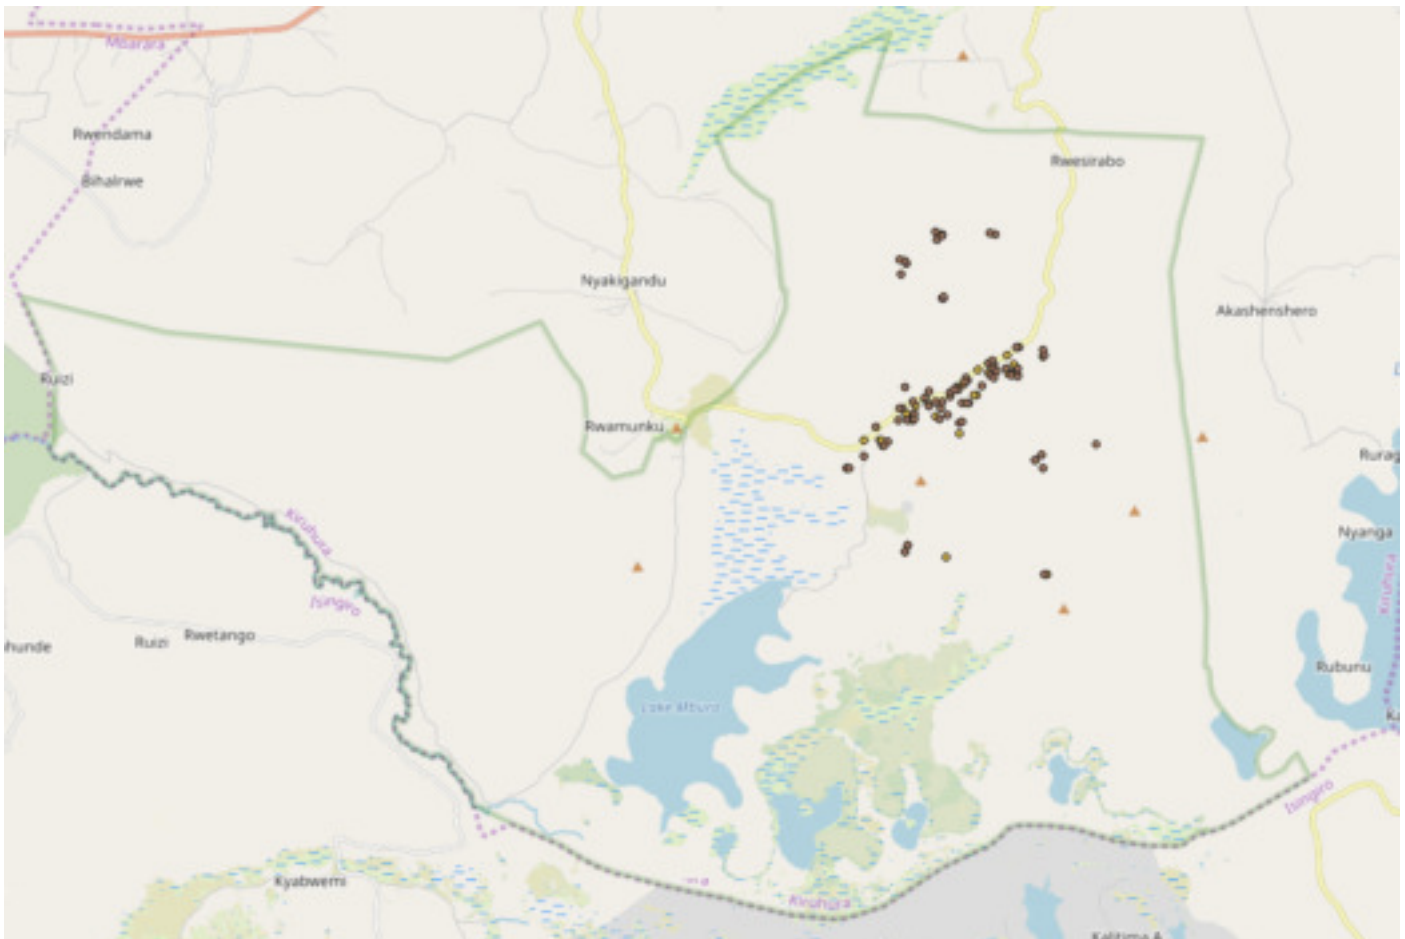 Mbarara
Rwendama
Rwesirabo
Bihalrwe
Nyakigandu
Akashenshero
Ruizi
Rwamunku
Kiruhura
Nyanga
Isingiro
Ruizi
Rwetango
Rubunu
Lake Mburo
Isingiro
Kyabwemi
Kiruhura
Kalitima A